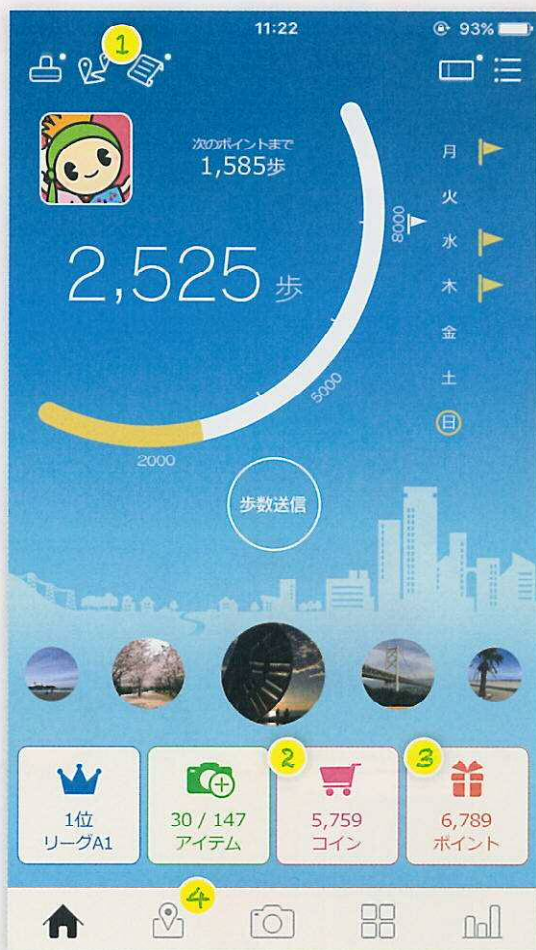 11:22
93%
1
次のポイントまで
1,585歩
2,525 歩
月
火
水
木
金
土
日
8000
5000
2000
歩数送信
2
3
1位
リーグA1
30 / 147
アイテム
5,759
コイン
6,789
ポイント
4